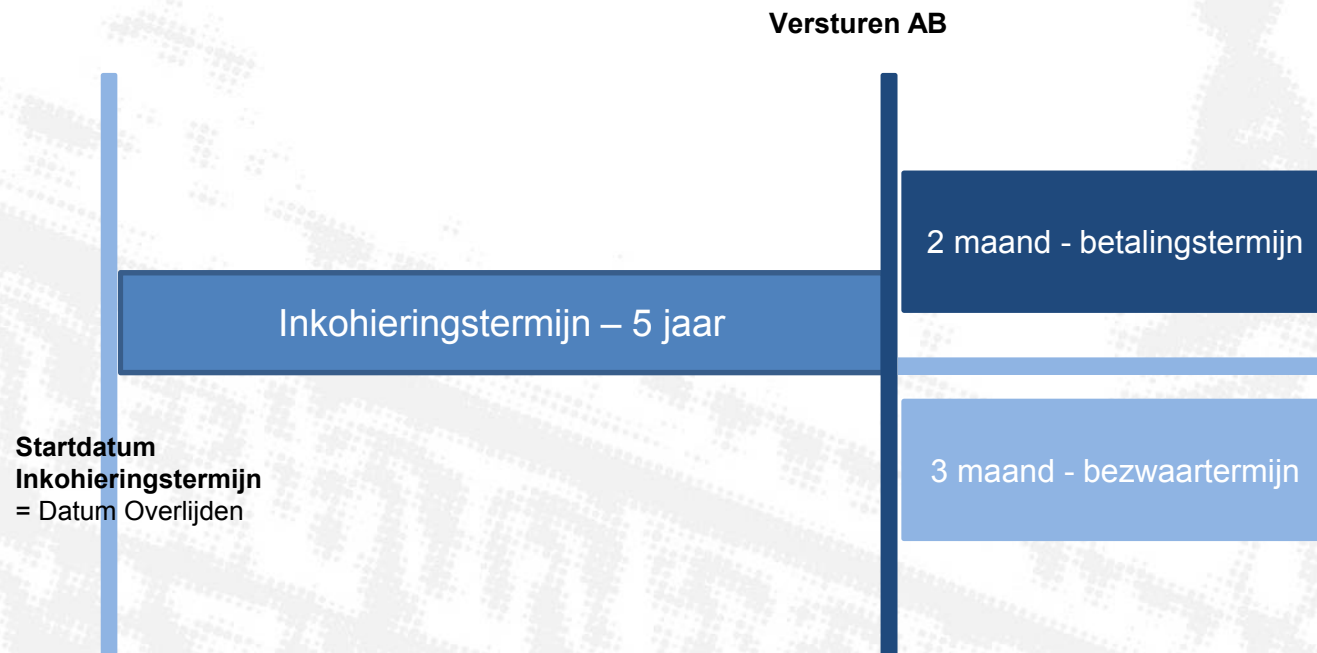 Versturen AB
2 maand - betalingstermijn
Inkohieringstermijn – 5 jaar
Startdatum
Inkohieringstermijn
= Datum Overlijden
3 maand - bezwaartermijn